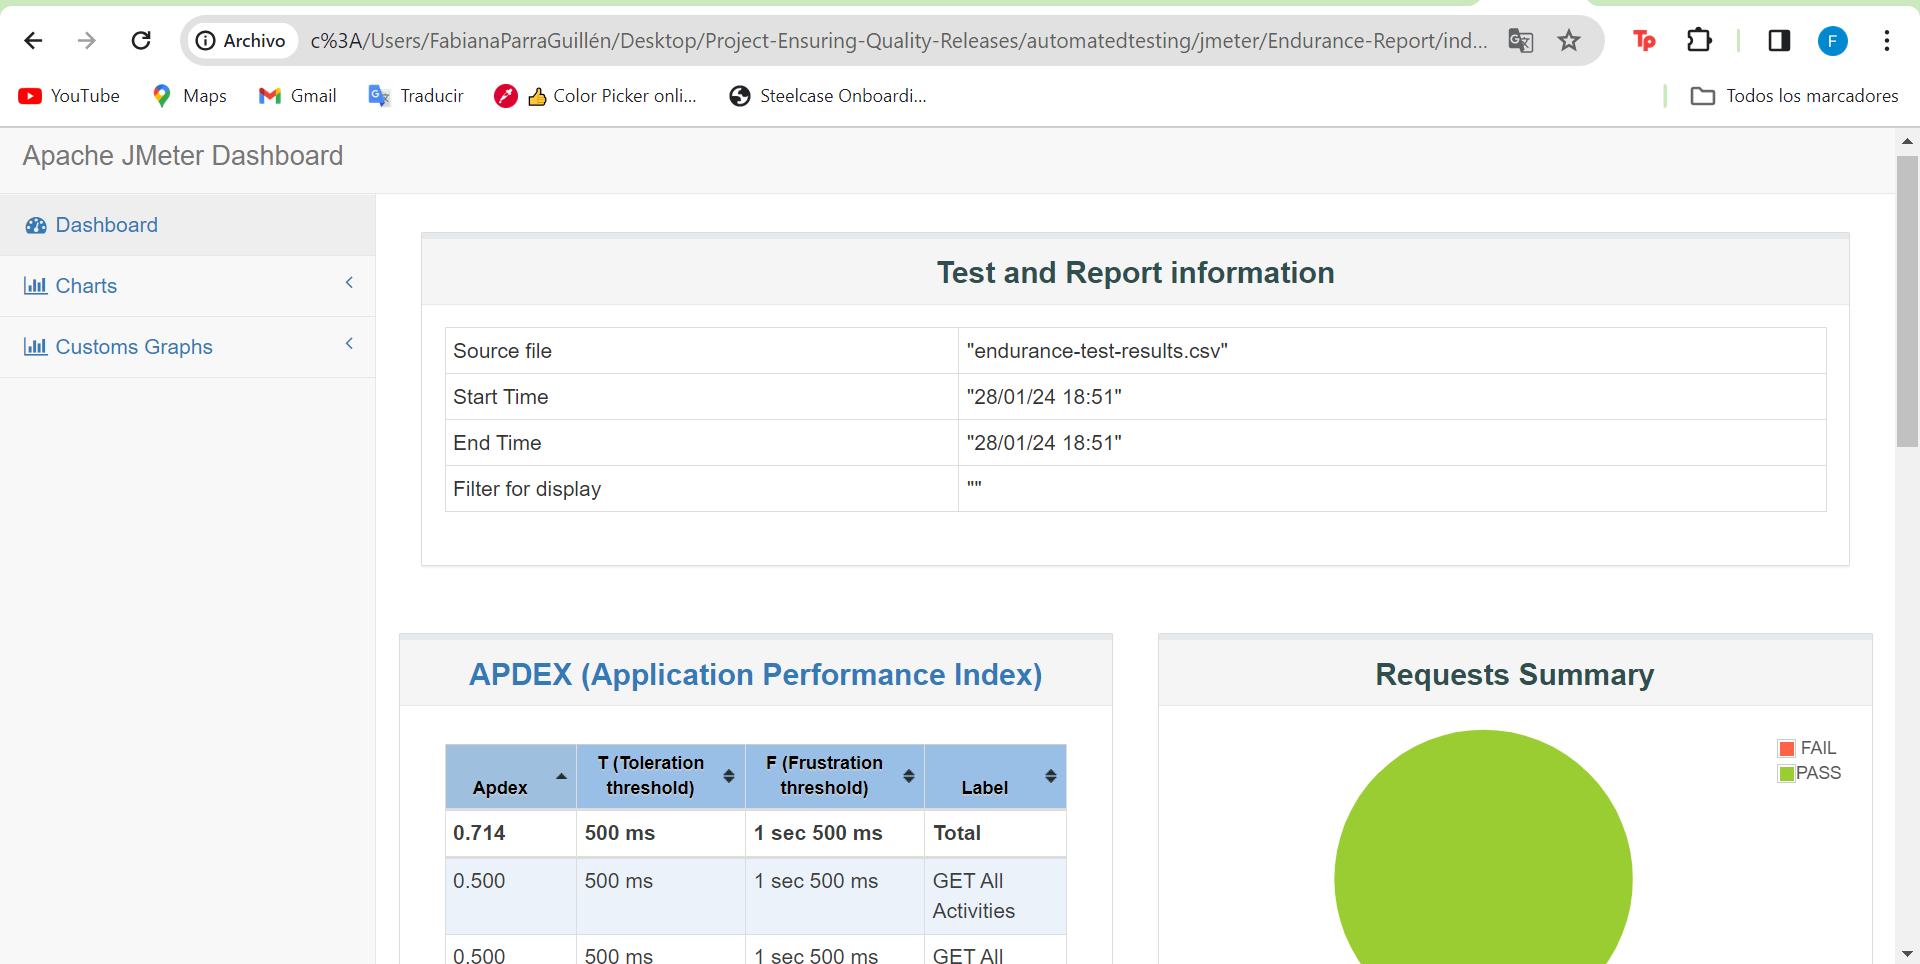 Archivo
c%3A/Users/FabianaParraGuillén/Desktop/Project-Ensuring-Quality-Releases/automatedtesting/jmeter/Endurance-Report/ind...
Tp
F
YouTube
Maps
Gmail
Traducir
Color Picker onli...
Steelcase Onboardi...
Todos los marcadores
Apache JMeter Dashboard
Dashboard
Charts
Customs Graphs
Test and Report information
Source file "endurance-test-results.csv"
Start Time "28/01/24 18:51"
End Time "28/01/24 18:51"
Filter for display ""
APDEX (Application Performance Index)
Apdex
T (Toleration
threshold)
F (Frustration
threshold)
Label
0.714 500 ms 1 sec 500 ms Total
0.500 500 ms 1 sec 500 ms GET All
Activities
0.500 500 ms 1 sec 500 ms GET All
Requests Summary
FAIL
PASS